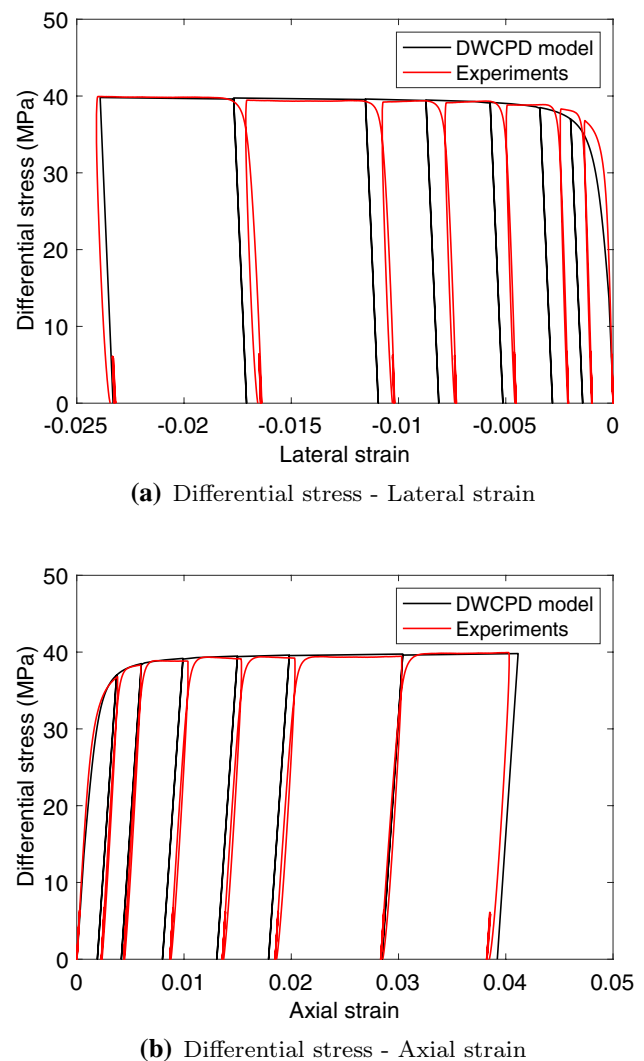 50
40
30
20
10
0
Differential stress (MPa)
DWCPD model
Experiments
-0.025 -0.02 -0.015 -0.01 -0.005 0
Lateral strain
(a) Differential stress - Lateral strain
50
40
30
20
10
0
Differential stress (MPa)
DWCPD model
Experiments
0 0.01 0.02 0.03 0.04 0.05
Axial strain
(b) Differential stress - Axial strain